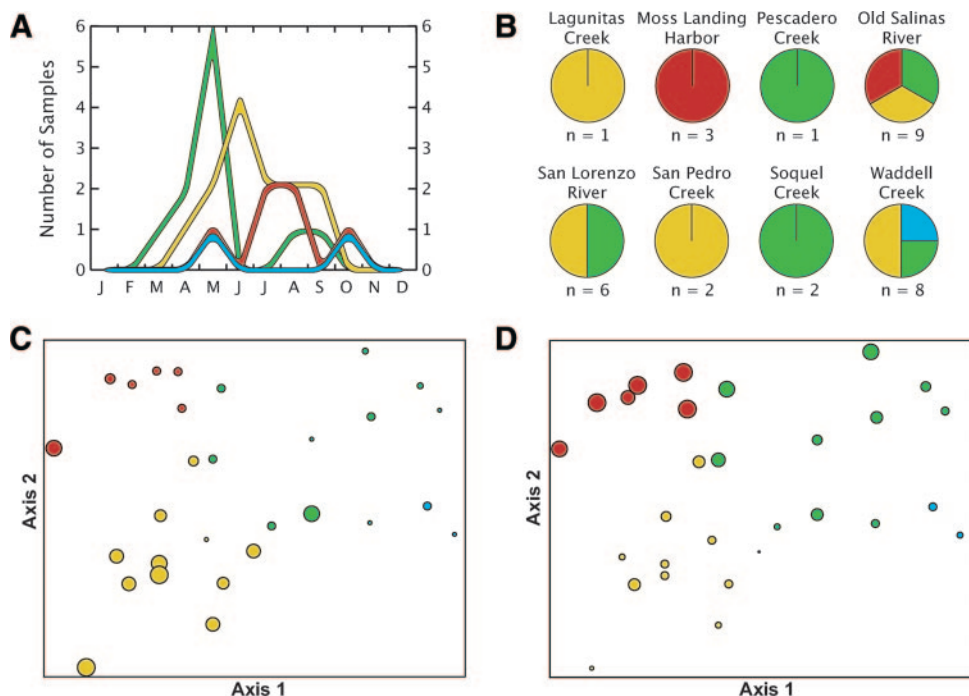 A
Number of Samples
6
5
4
3
2
1
0
6
5
4
3
2
1
0
J F M A M J J A S O N D
B
Lagunitas Creek
n = 1
Moss Landing Harbor
n = 3
Pescadero Creek
n = 1
Old Salinas River
n = 9
San Lorenzo River
n = 6
San Pedro Creek
n = 2
Soquel Creek
n = 2
Waddell Creek
n = 8
C
Axis 2
Axis 1
D
Axis 2
Axis 1